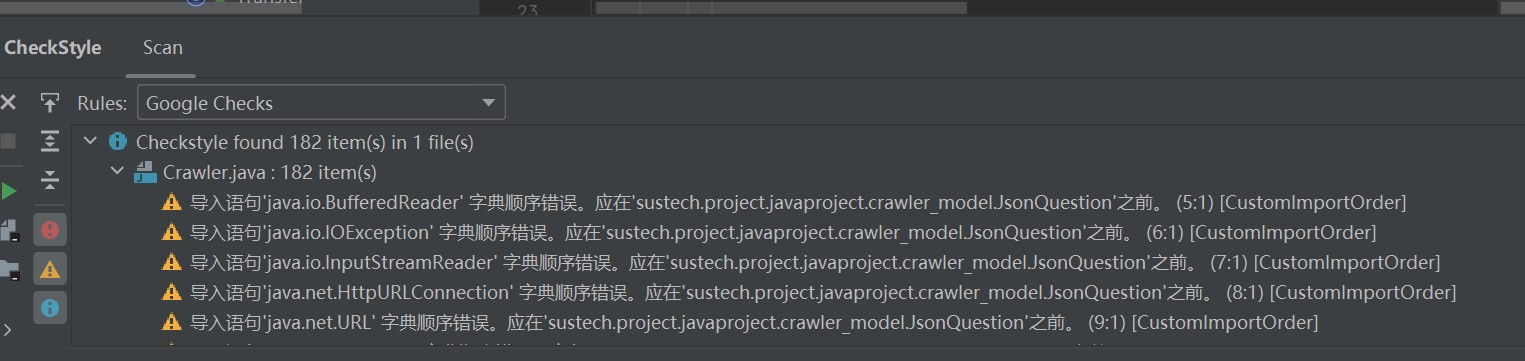 Transfer
23
CheckStyle Scan
Rules: Google Checks
Checkstyle found 182 item(s) in 1 file(s)
Crawler.java : 182 item(s)
导入语句'java.io.BufferedReader' 字典顺序错误。应在'sustech.project.javaproject.crawler_model.JsonQuestion'之前。 (5:1) [CustomImportOrder]
导入语句'java.io.IOException' 字典顺序错误。应在'sustech.project.javaproject.crawler_model.JsonQuestion'之前。 (6:1) [CustomImportOrder]
导入语句'java.io.InputStreamReader' 字典顺序错误。应在'sustech.project.javaproject.crawler_model.JsonQuestion'之前。 (7:1) [CustomImportOrder]
导入语句'java.net.HttpURLConnection' 字典顺序错误。应在'sustech.project.javaproject.crawler_model.JsonQuestion'之前。 (8:1) [CustomImportOrder]
导入语句'java.net.URL' 字典顺序错误。应在'sustech.project.javaproject.crawler_model.JsonQuestion'之前。 (9:1) [CustomImportOrder]